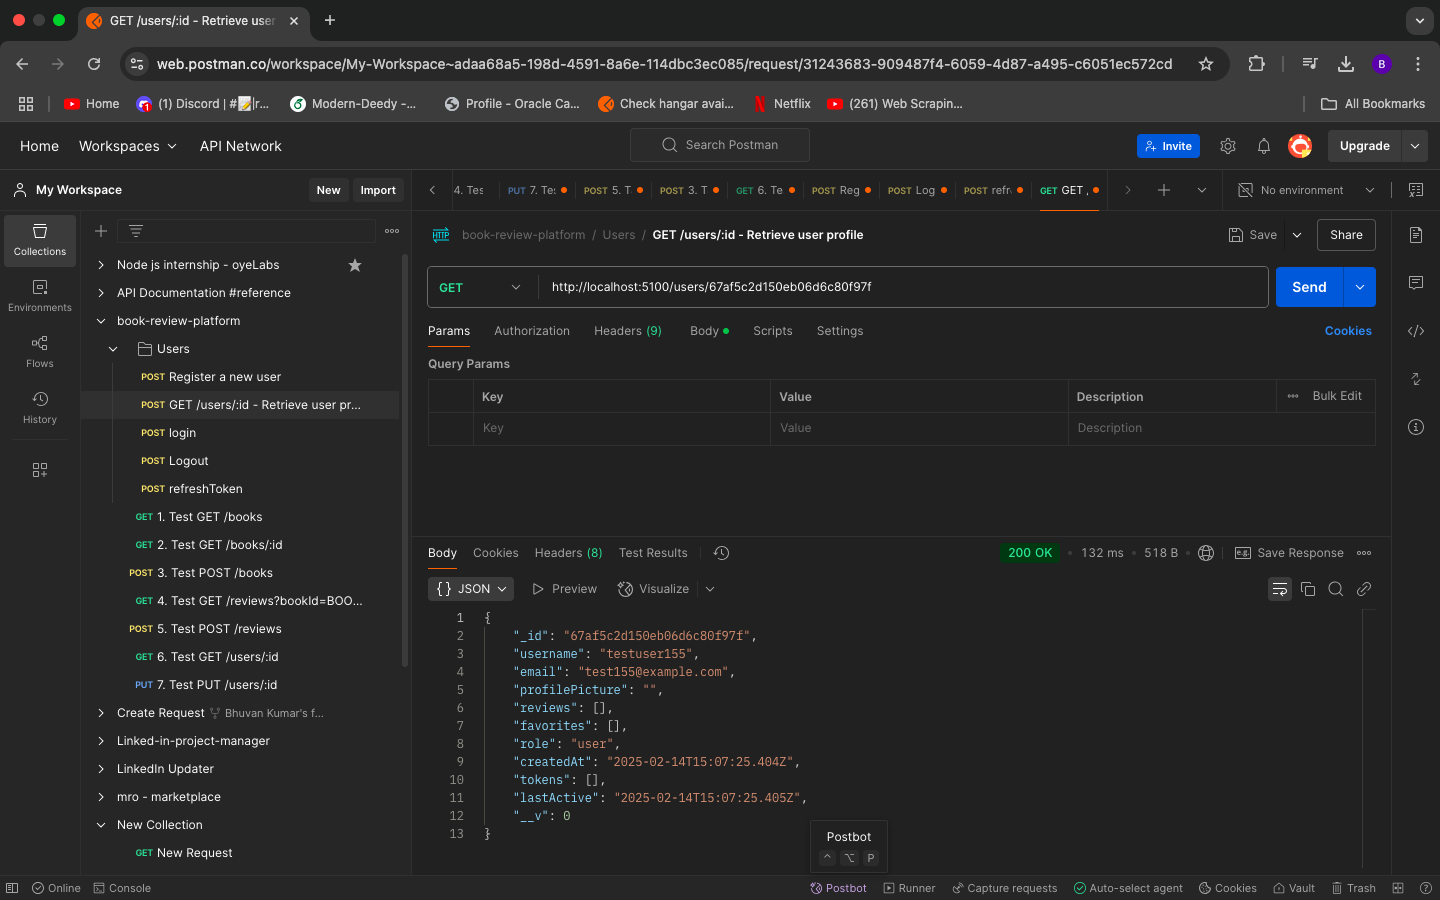 GET /users/:id - Retrieve user
web.postman.co/workspace/My-Workspace~adaa68a5-198d-4591-8a6e-114dbc3ec085/request/31243683-909487f4-6059-4d87-a495-c6051ec572cd
B
Home
(1) Discord | #📝|r...
Modern-Deedy -...
Profile - Oracle Ca...
Check hangar avai...
Netflix
(261) Web Scrapin...
All Bookmarks
Home Workspaces API Network
Search Postman
Invite
Upgrade
My Workspace
New Import
4. Tes
PUT 7. Te
POST 5. T
POST 3. T
GET 6. Te
POST Reg
POST Log
POST refr
GET GET
No environment
Collections
Environments
Flows
History
Node js internship - oyeLabs
API Documentation #reference
book-review-platform
Users
POST Register a new user
POST GET /users/:id - Retrieve user pr...
POST login
POST Logout
POST refreshToken
GET 1. Test GET /books
GET 2. Test GET /books/:id
POST 3. Test POST /books
GET 4. Test GET /reviews?bookId=BOO...
POST 5. Test POST /reviews
GET 6. Test GET /users/:id
PUT 7. Test PUT /users/:id
Create Request Bhuvan Kumar's f...
Linked-in-project-manager
LinkedIn Updater
mro - marketplace
New Collection
GET New Request
HTTP book-review-platform / Users / GET /users/:id - Retrieve user profile
Save
Share
GET http://localhost:5100/users/67af5c2d150eb06d6c80f97f
Send
Params Authorization Headers (9) Body Scripts Settings
Cookies
Query Params
Key Value Description Bulk Edit
Key Value Description
Body Cookies Headers (8) Test Results
200 OK • 132 ms • 518 B
Save Response
{} JSON Preview Visualize
1 {
2 "_id": "67af5c2d150eb06d6c80f97f",
3 "username": "testuser155",
4 "email": "test155@example.com",
5 "profilePicture": "",
6 "reviews": [],
7 "favorites": [],
8 "role": "user",
9 "createdAt": "2025-02-14T15:07:25.404Z",
10 "tokens": [],
11 "lastActive": "2025-02-14T15:07:25.405Z",
12 "__v": 0
13 }
Postbot
^ ⌥ P
Online Console
Postbot Runner Capture requests Auto-select agent Cookies Vault Trash